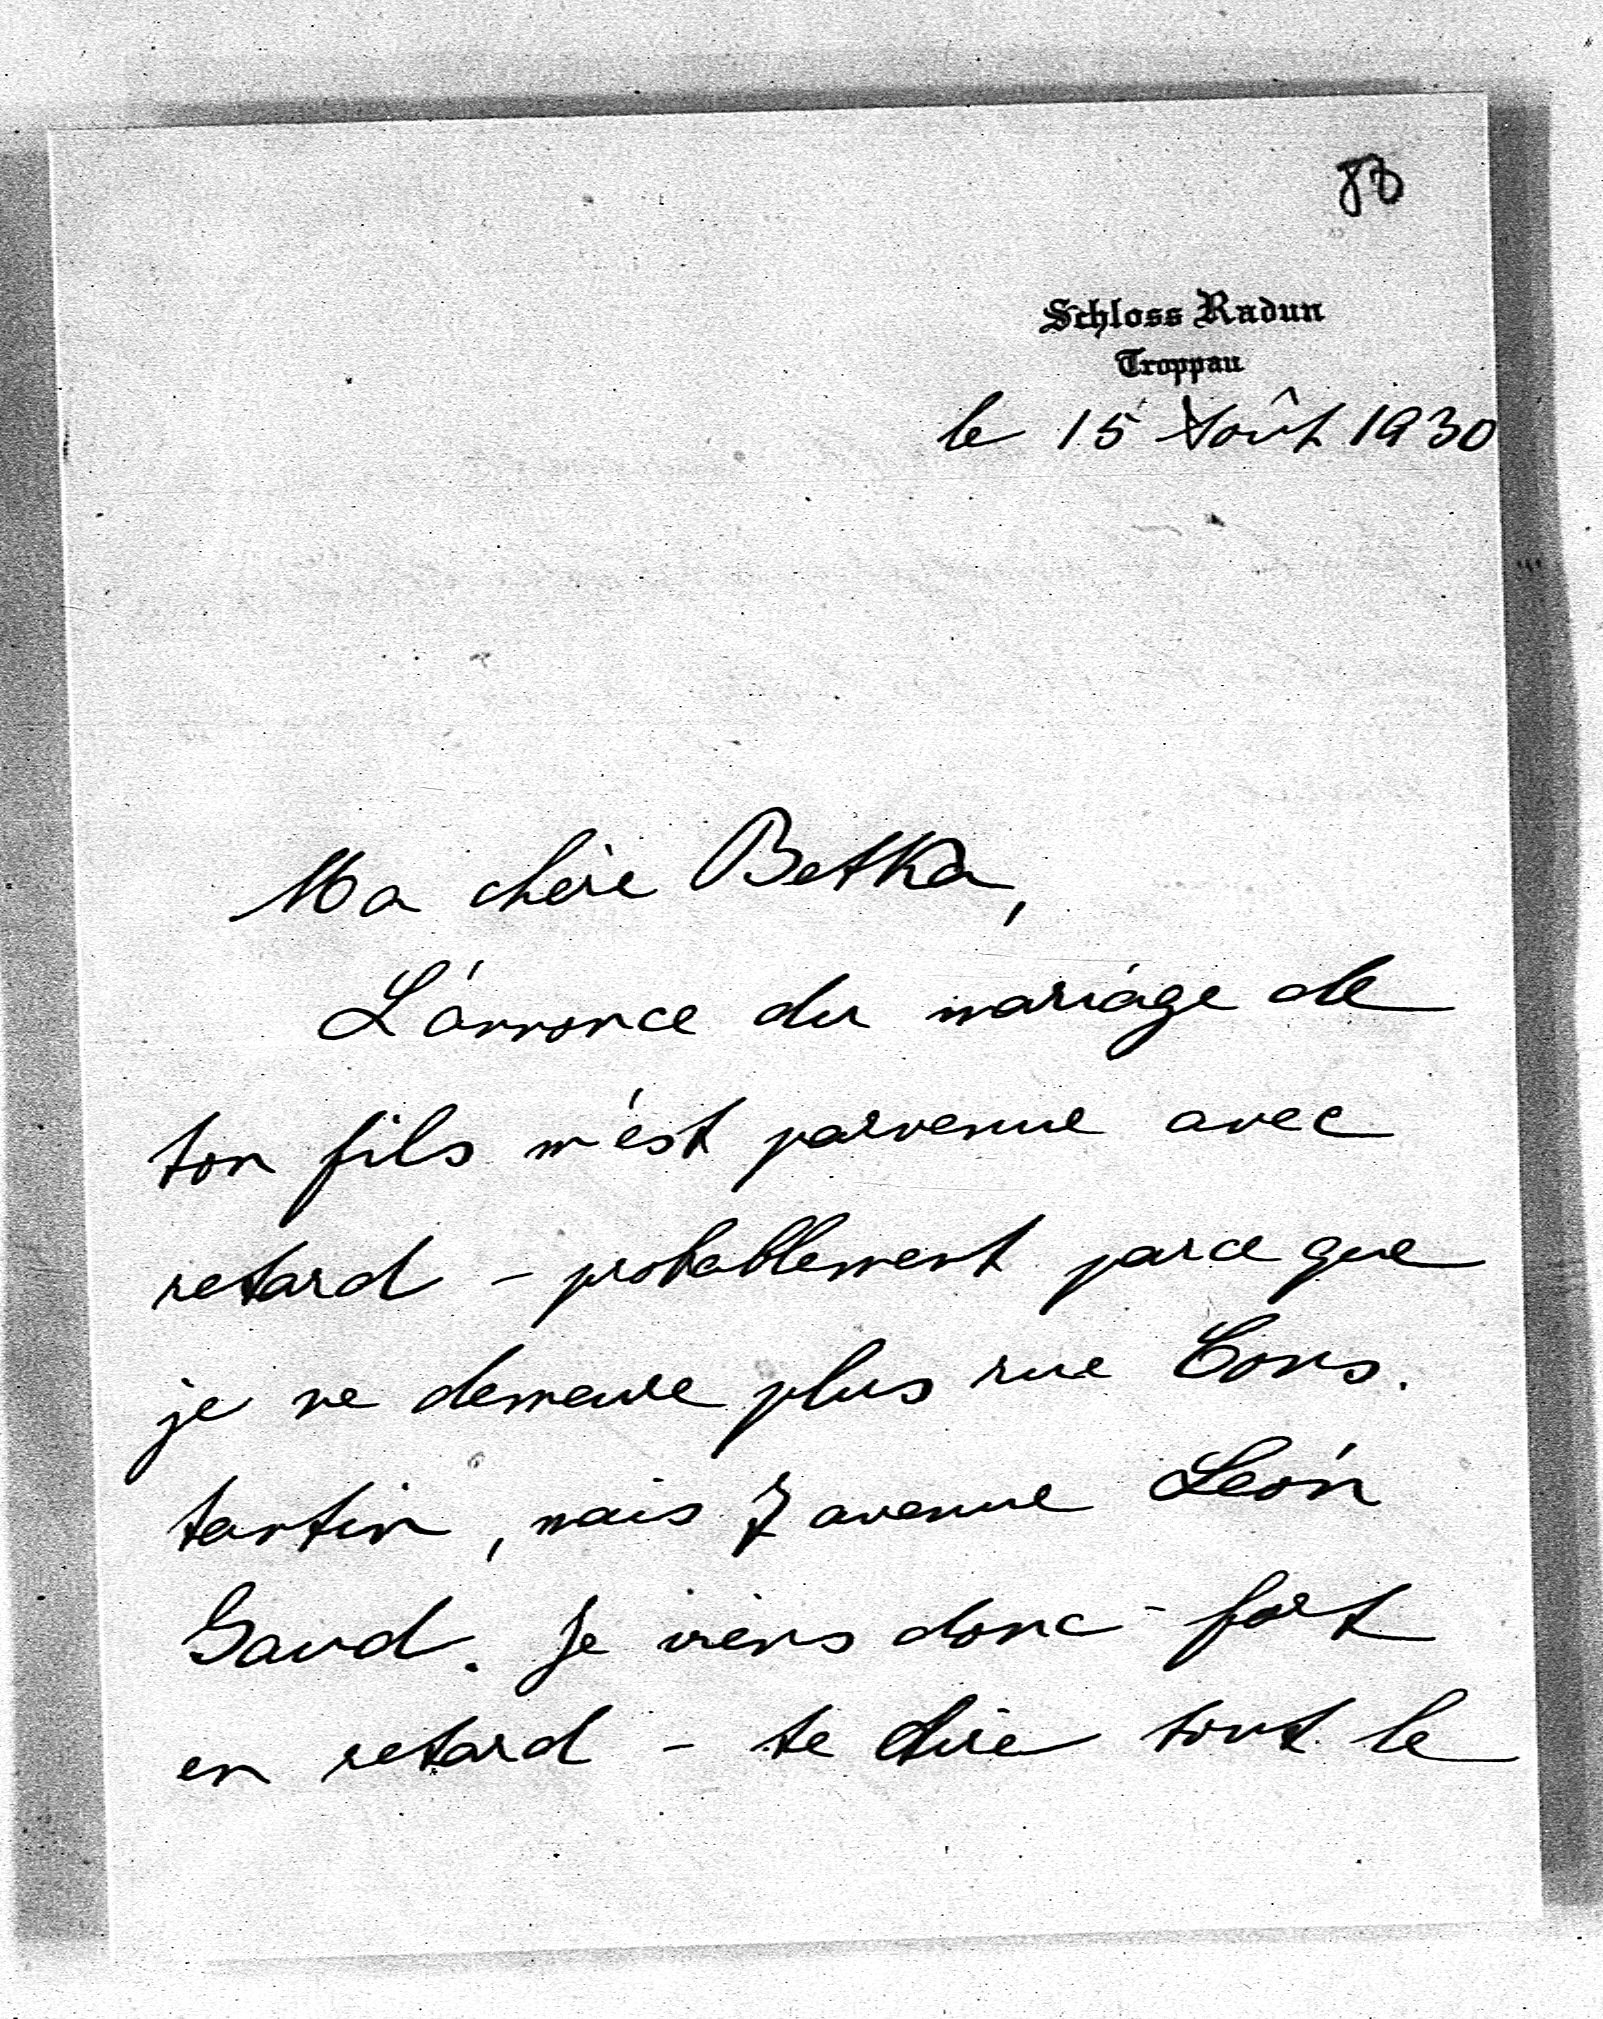 83
Schloss Radun
Troppau
le 15 Août 1930
Ma chère Betka,
L'annonce du mariage de
ton fils m'est parvenue avec
retard – probablement parce que
je ne demeure plus rue Cons.
tantin, mais 7 avenue Léon
Gaud. Je viens donc – fort
en retard – te dire tout le